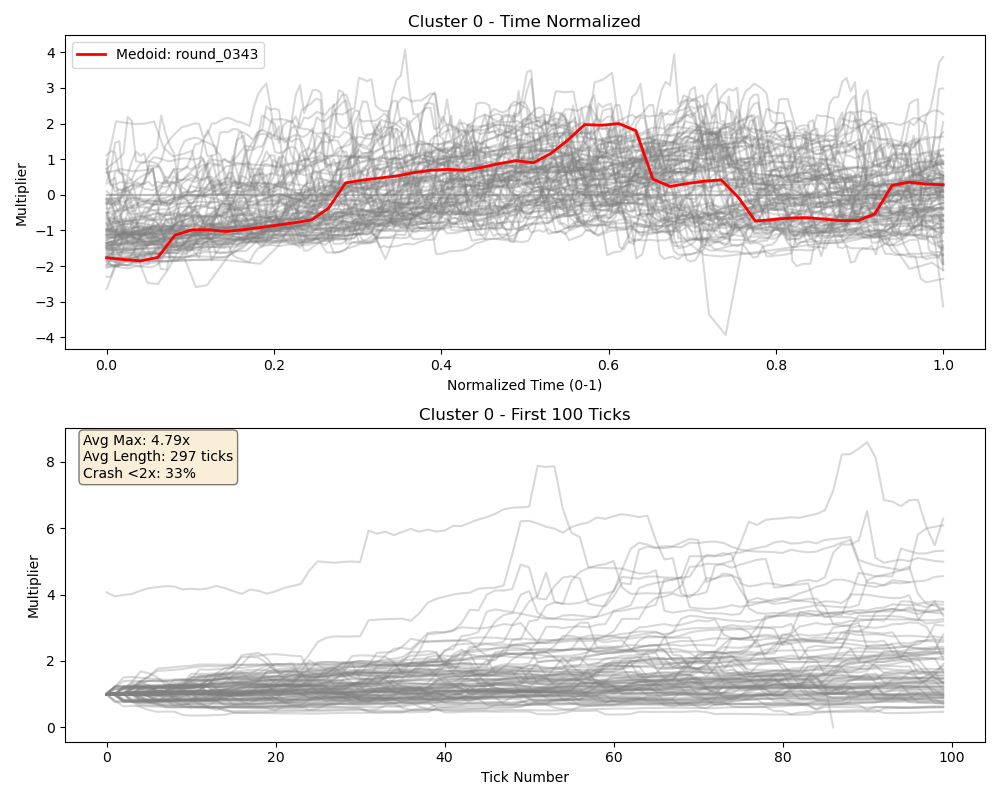 Cluster 0 - Time Normalized
Medoid: round_0343
4
3
2
1
0
−1
−2
−3
−4
Multiplier
0.0 0.2 0.4 0.6 0.8 1.0
Normalized Time (0-1)
Cluster 0 - First 100 Ticks
Avg Max: 4.79x
Avg Length: 297 ticks
Crash <2x: 33%
8
6
4
2
0
Multiplier
0 20 40 60 80 100
Tick Number